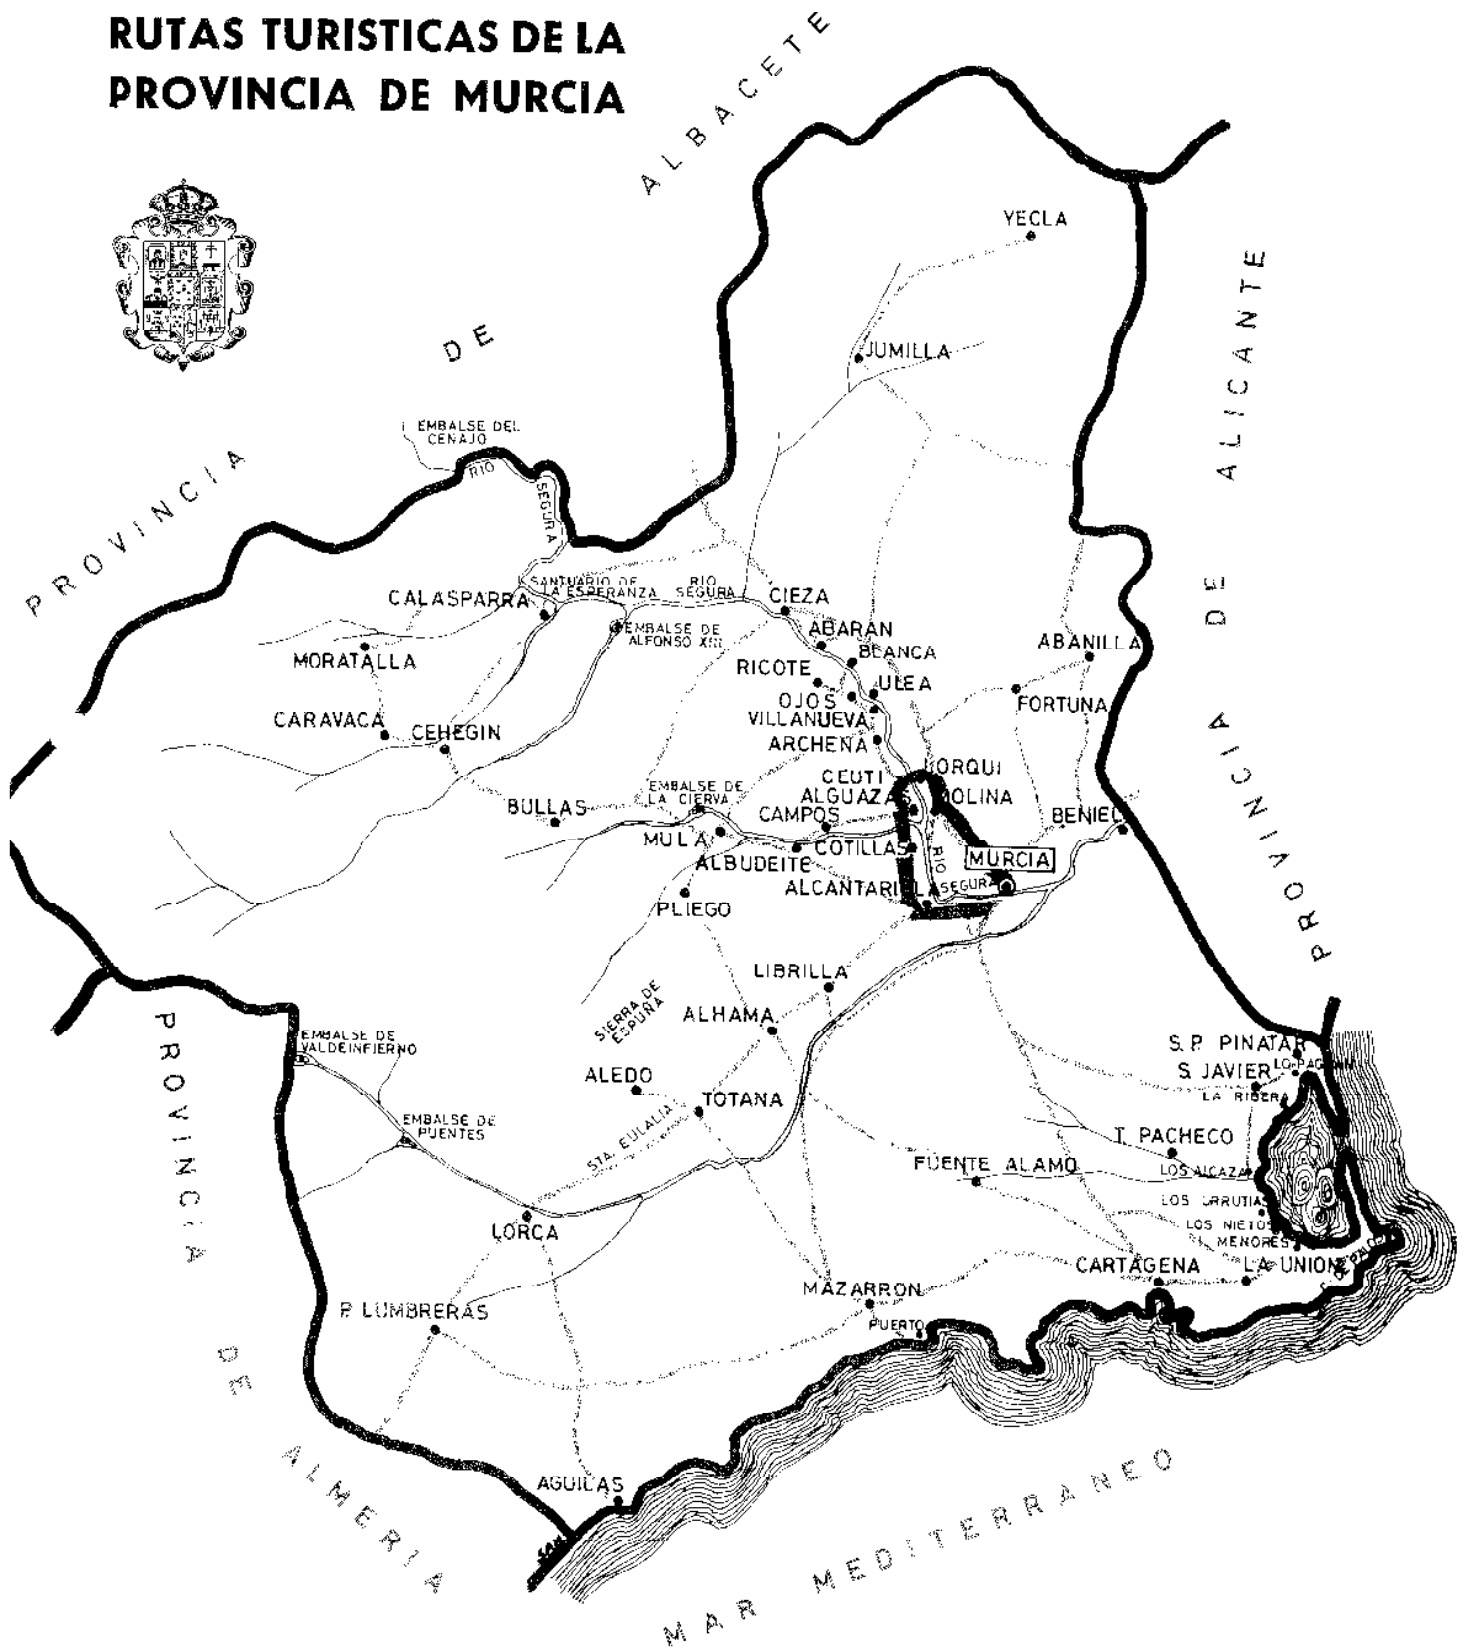 RUTAS TURISTICAS DE LA
PROVINCIA DE MURCIA
PROVINCIA
DE
ALBACETE
PROVINCIA
DE
ALICANTE
YECLA
JUMILLA
EMBALSE DEL
CENAJO
RIO
SEGURA
SANTUARIO DE
LA ESPERANZA
RIO
SEGURA
CALASPARRA
CIEZA
EMBALSE DE
ALFONSO XIII
ABARAN
BLANCA
ABANILLA
MORATALLA
RICOTE
ULEA
OJOS
FORTUNA
VILLANUEVA
CARAVACA
CEHEGIN
ARCHENA
CEUTI
LORQUI
EMBALSE DE
LA CIERVA
ALGUAZAS
MOLINA
BULLAS
CAMPOS
BENIEL
MULA
COTILLAS
RIO
MURCIA
ALBUDEITE
ALCANTARILLA
SEGURA
PLIEGO
LIBRILLA
SIERRA DE
ESPUÑA
ALHAMA
EMBALSE DE
VALDEINFIERNO
S. P. PINATAR
LO PAGAN
S. JAVIER
LA RIBERA
ALEDO
TOTANA
EMBALSE DE
PUENTES
STA. EULALIA
T. PACHECO
FUENTE ALAMO
LOS ALCAZA
LOS URRUTIAS
LOS NIETOS
LORCA
CARTAGENA
LA UNION
MAZARRON
P. LUMBRERAS
PUERTO
AGUILAS
PROVINCIA
DE
ALMERIA
MAR MEDITERRANEO